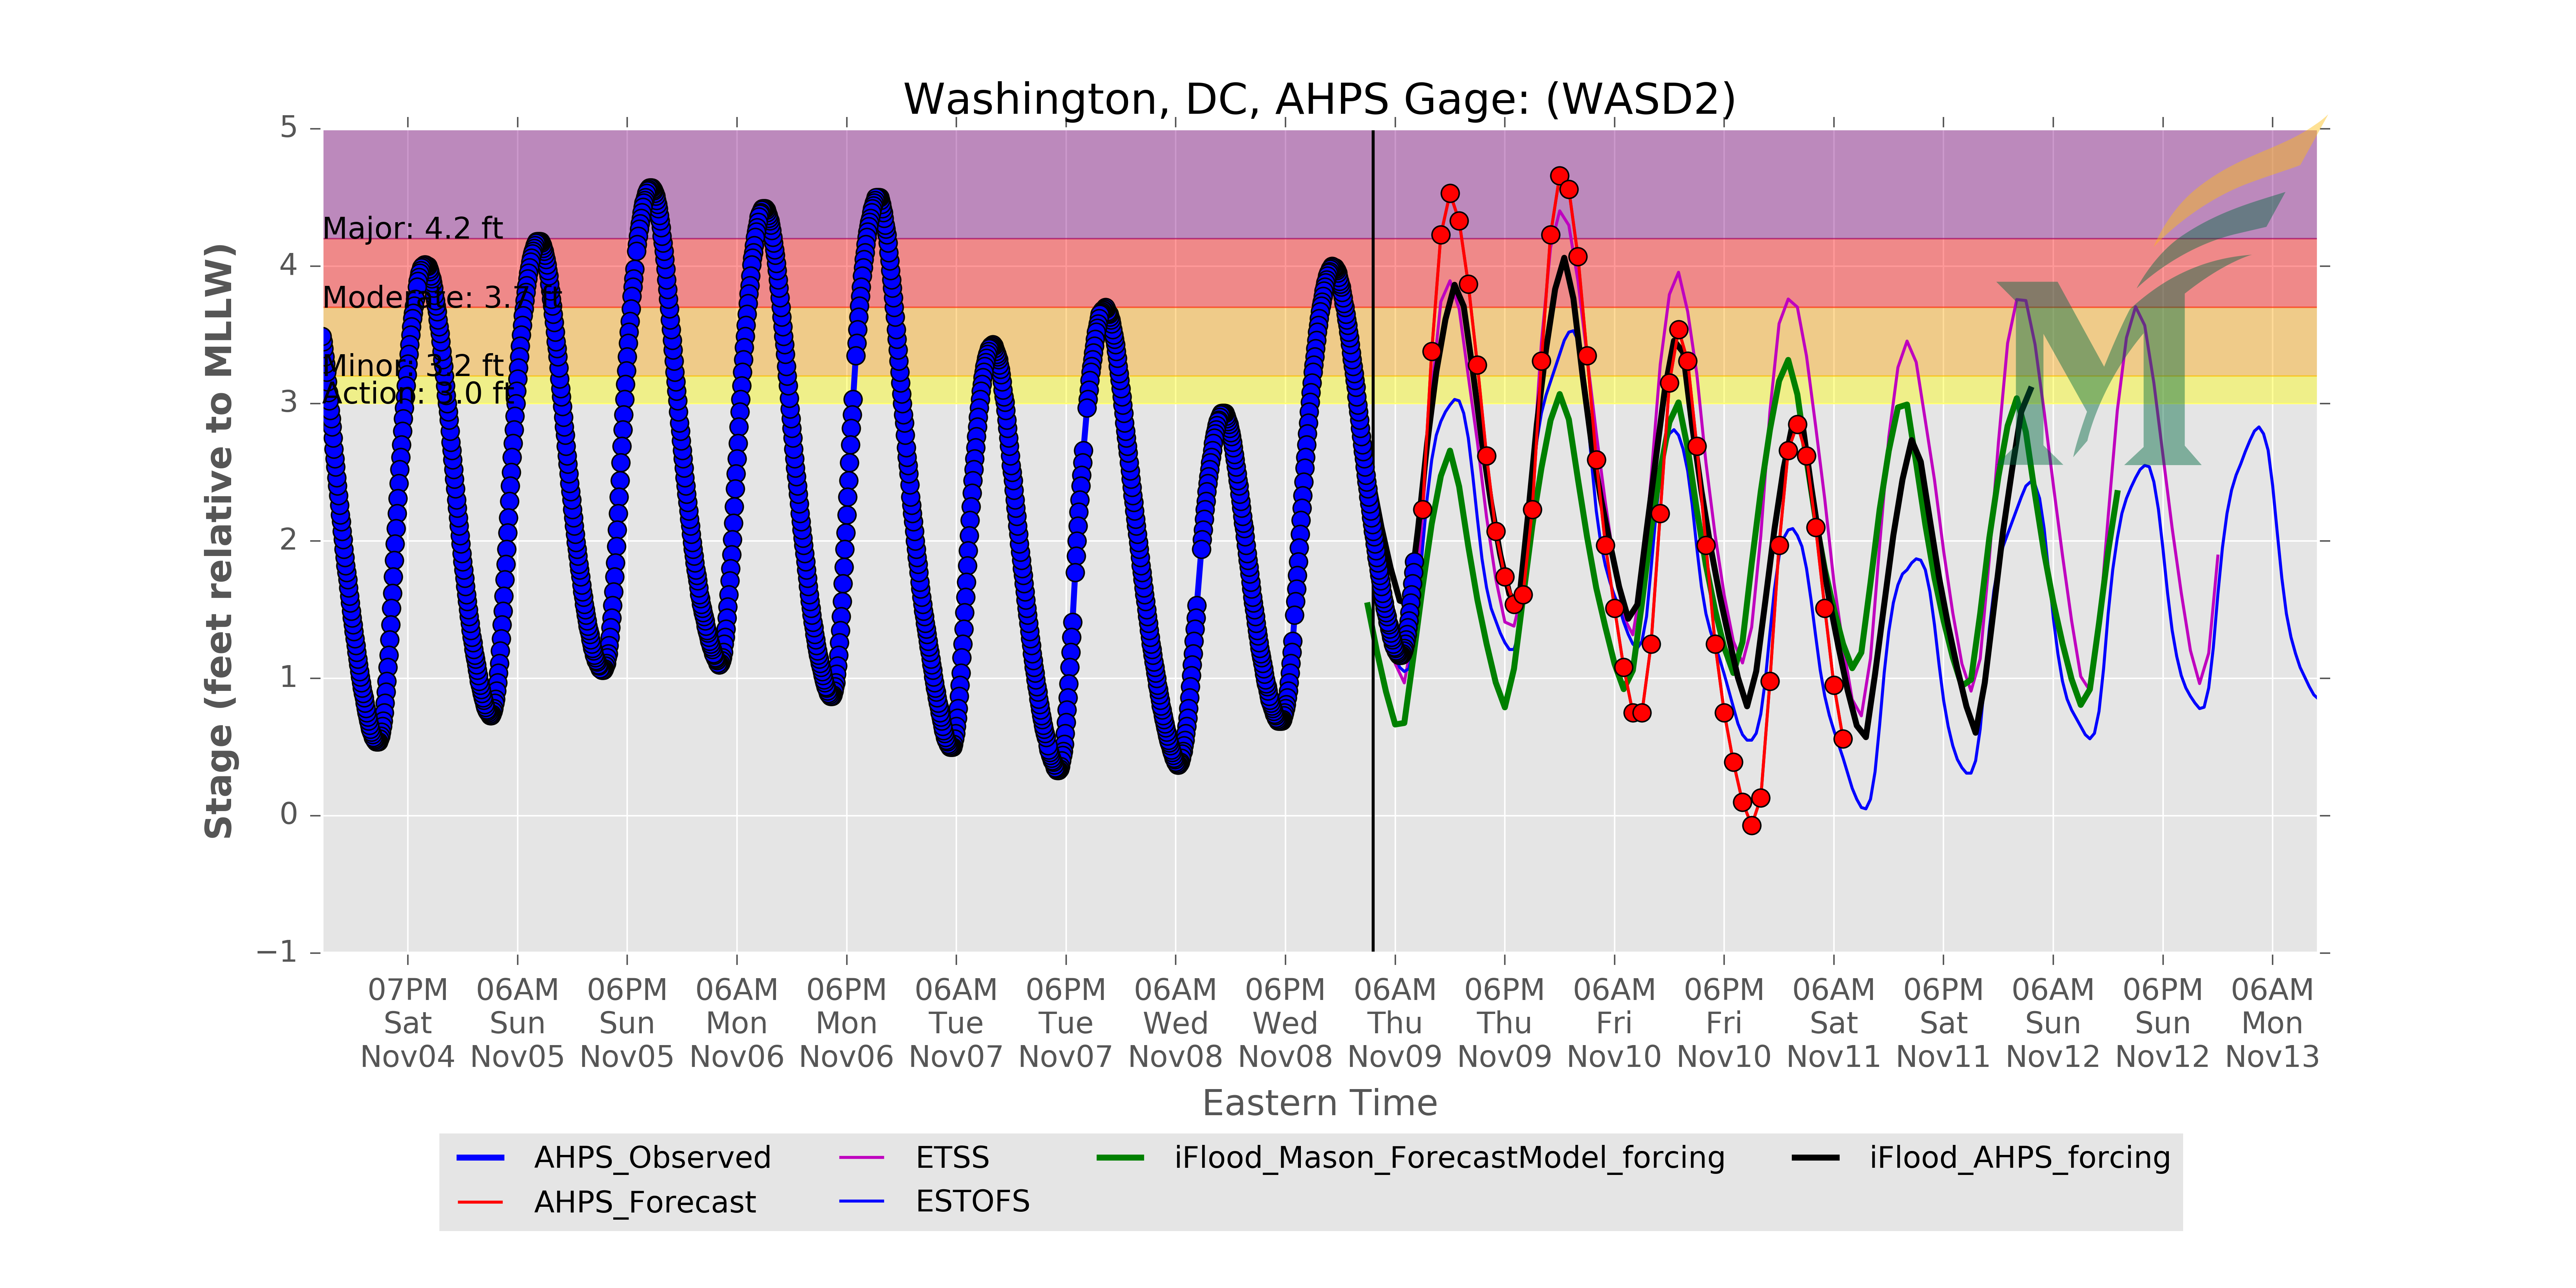 Washington, DC, AHPS Gage: (WASD2)
Stage (feet relative to MLLW)
5
4
3
2
1
0
−1
Major: 4.2 ft
Moderate: 3.7 ft
Minor: 3.2 ft
Action: 3.0 ft
07PM 06AM 06PM 06AM 06PM 06AM 06PM 06AM 06PM 06AM 06PM 06AM 06PM 06AM 06PM 06AM 06PM 06AM
Sat Sun Sun Mon Mon Tue Tue Wed Wed Thu Thu Fri Fri Sat Sat Sun Sun Mon
Nov04 Nov05 Nov05 Nov06 Nov06 Nov07 Nov07 Nov08 Nov08 Nov09 Nov09 Nov10 Nov10 Nov11 Nov11 Nov12 Nov12 Nov13
Eastern Time
AHPS_Observed ETSS iFlood_Mason_ForecastModel_forcing iFlood_AHPS_forcing
AHPS_Forecast ESTOFS